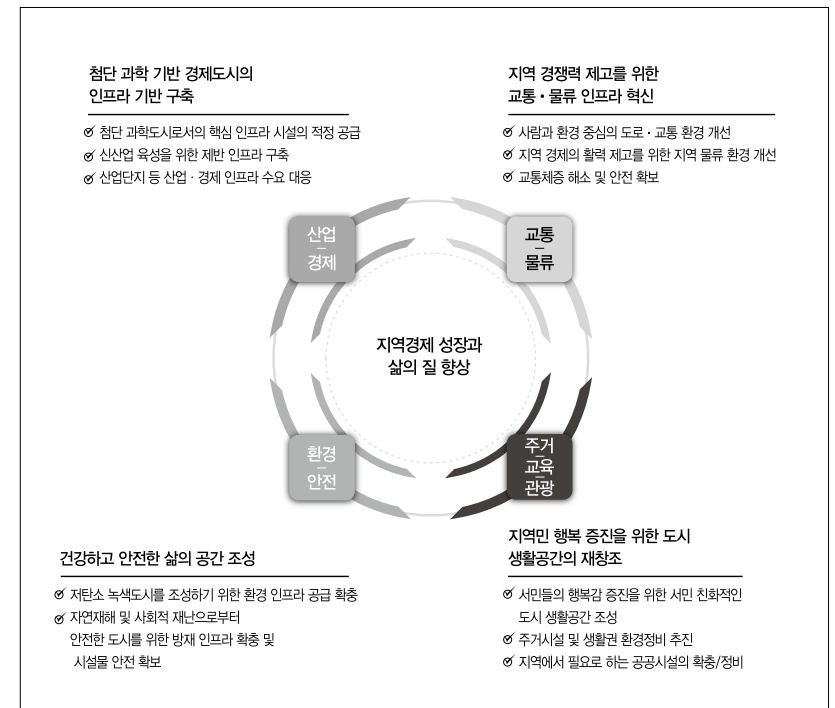 첨단 과학 기반 경제도시의
인프라 기반 구축
첨단 과학도시로서의 핵심 인프라 시설의 적정 공급
신산업 육성을 위한 제반 인프라 구축
산업단지 등 산업 · 경제 인프라 수요 대응
지역 경쟁력 제고를 위한
교통 • 물류 인프라 혁신
사람과 환경 중심의 도로 · 교통 환경 개선
지역 경제의 활력 제고를 위한 지역 물류 환경 개선
교통체증 해소 및 안전 확보
산업
–
경제
교통
–
물류
지역경제 성장과
삶의 질 향상
환경
–
안전
주거
–
교육
–
관광
건강하고 안전한 삶의 공간 조성
저탄소 녹색도시를 조성하기 위한 환경 인프라 공급 확충
자연재해 및 사회적 재난으로부터
안전한 도시를 위한 방재 인프라 확충 및
시설물 안전 확보
지역민 행복 증진을 위한 도시
생활공간의 재창조
서민들의 행복감 증진을 위한 서민 친화적인
도시 생활공간 조성
주거시설 및 생활권 환경정비 추진
지역에서 필요로 하는 공공시설의 확충/정비